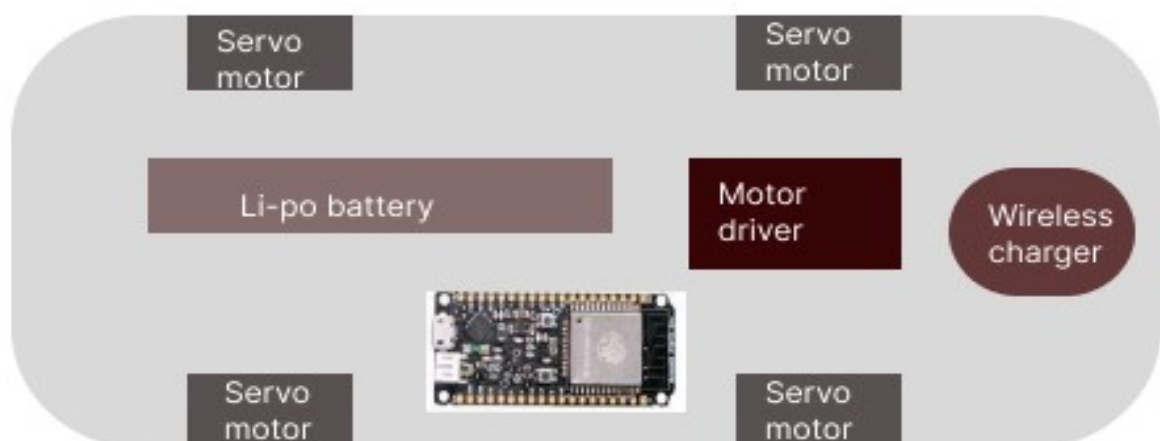 Servo
motor
Servo
motor
Li-po battery
Motor
driver
Wireless
charger
Servo
motor
Servo
motor